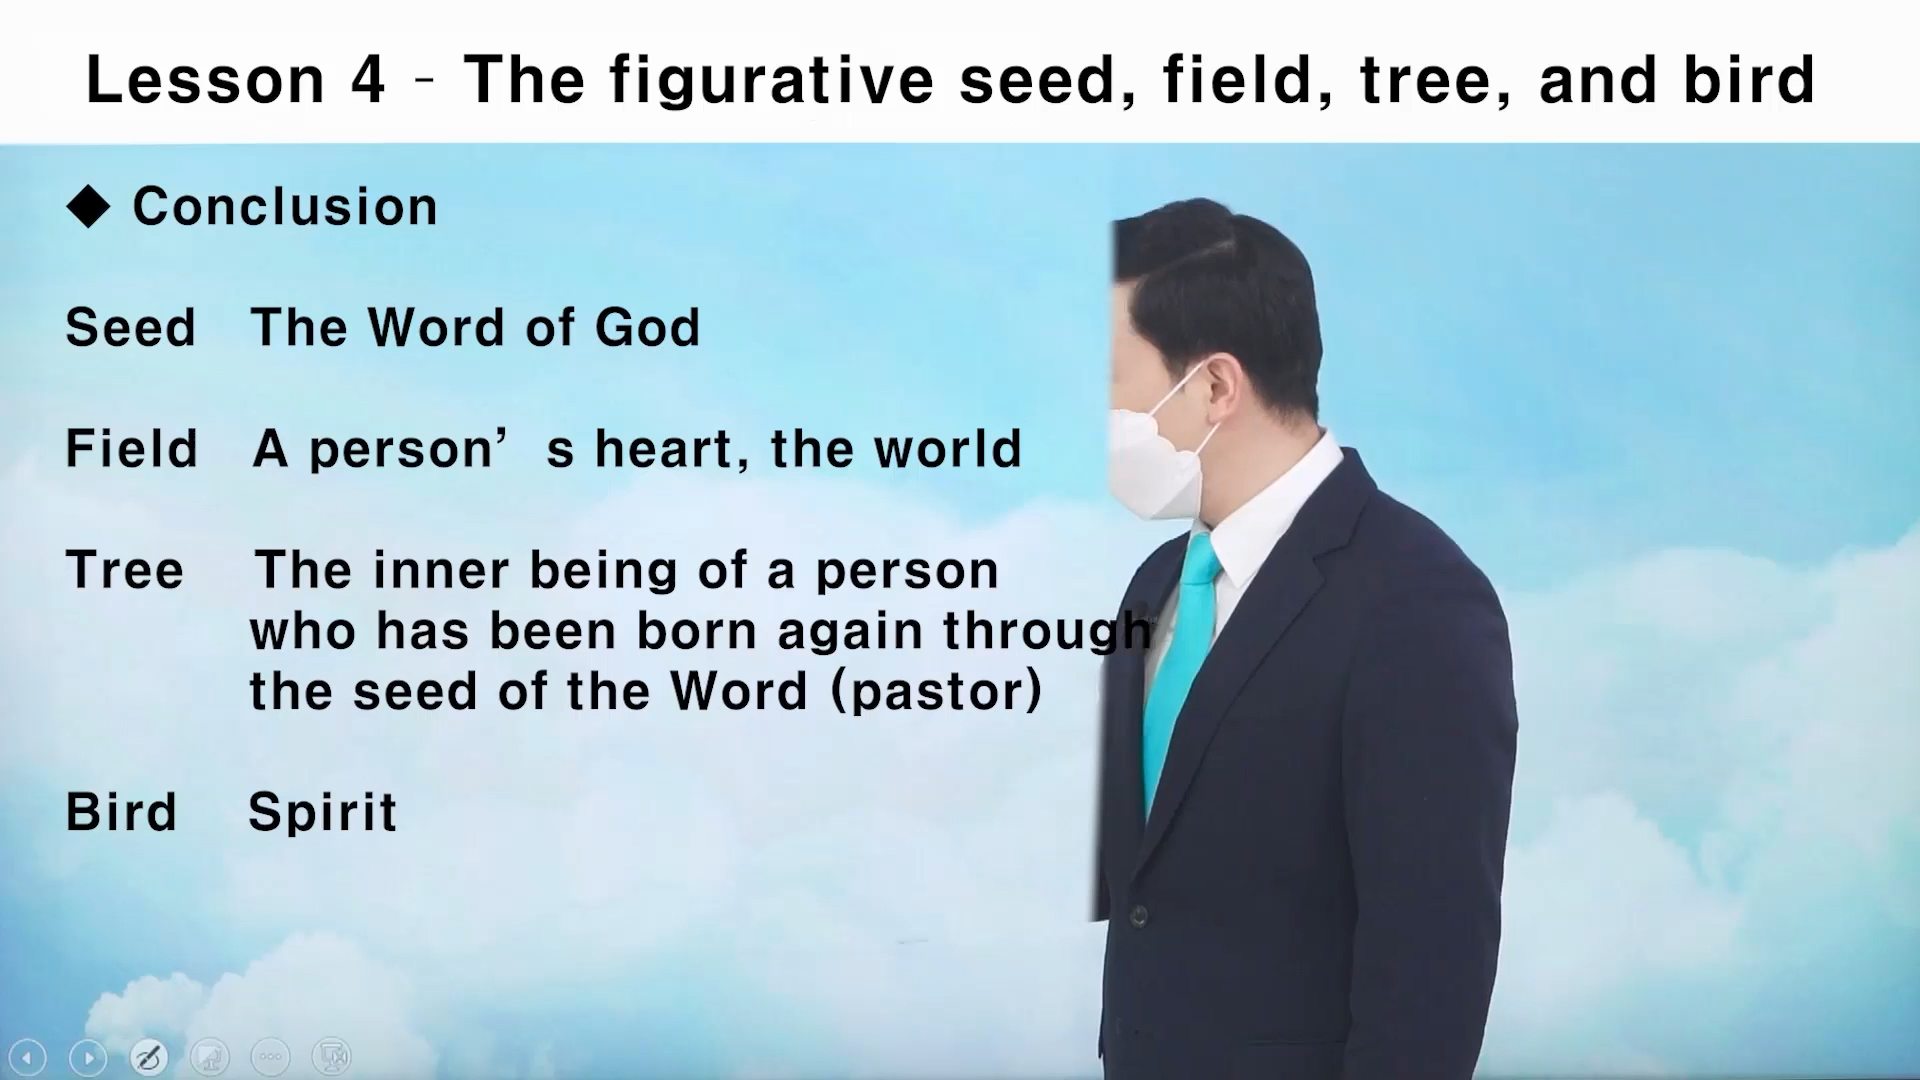 Lesson 4 - The figurative seed, field, tree, and bird
◆ Conclusion
Seed The Word of God
Field A person’s heart, the world
Tree The inner being of a person
who has been born again through
the seed of the Word (pastor)
Bird Spirit